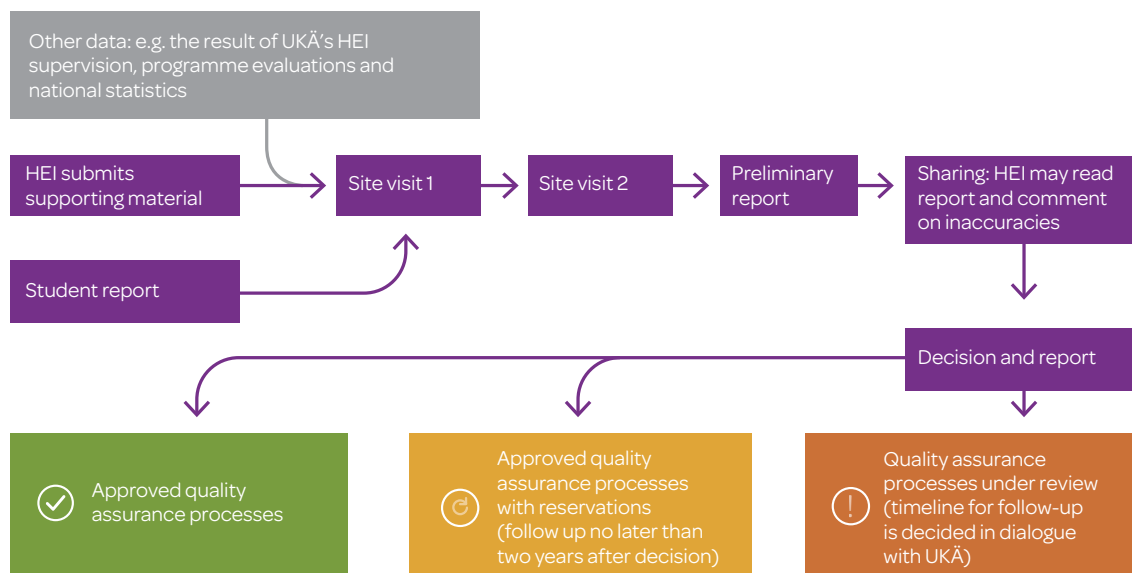 Other data: e.g. the result of UKÄ's HEI
supervision, programme evaluations and
national statistics
HEI submits
supporting material
Site visit 1
Site visit 2
Preliminary
report
Sharing: HEI may read
report and comment
on inaccuracies
Student report
Decision and report
Approved quality
assurance processes
Approved quality
assurance processes
with reservations
(follow up no later than
two years after decision)
Quality assurance
processes under review
(timeline for follow-up
is decided in dialogue
with UKÄ)